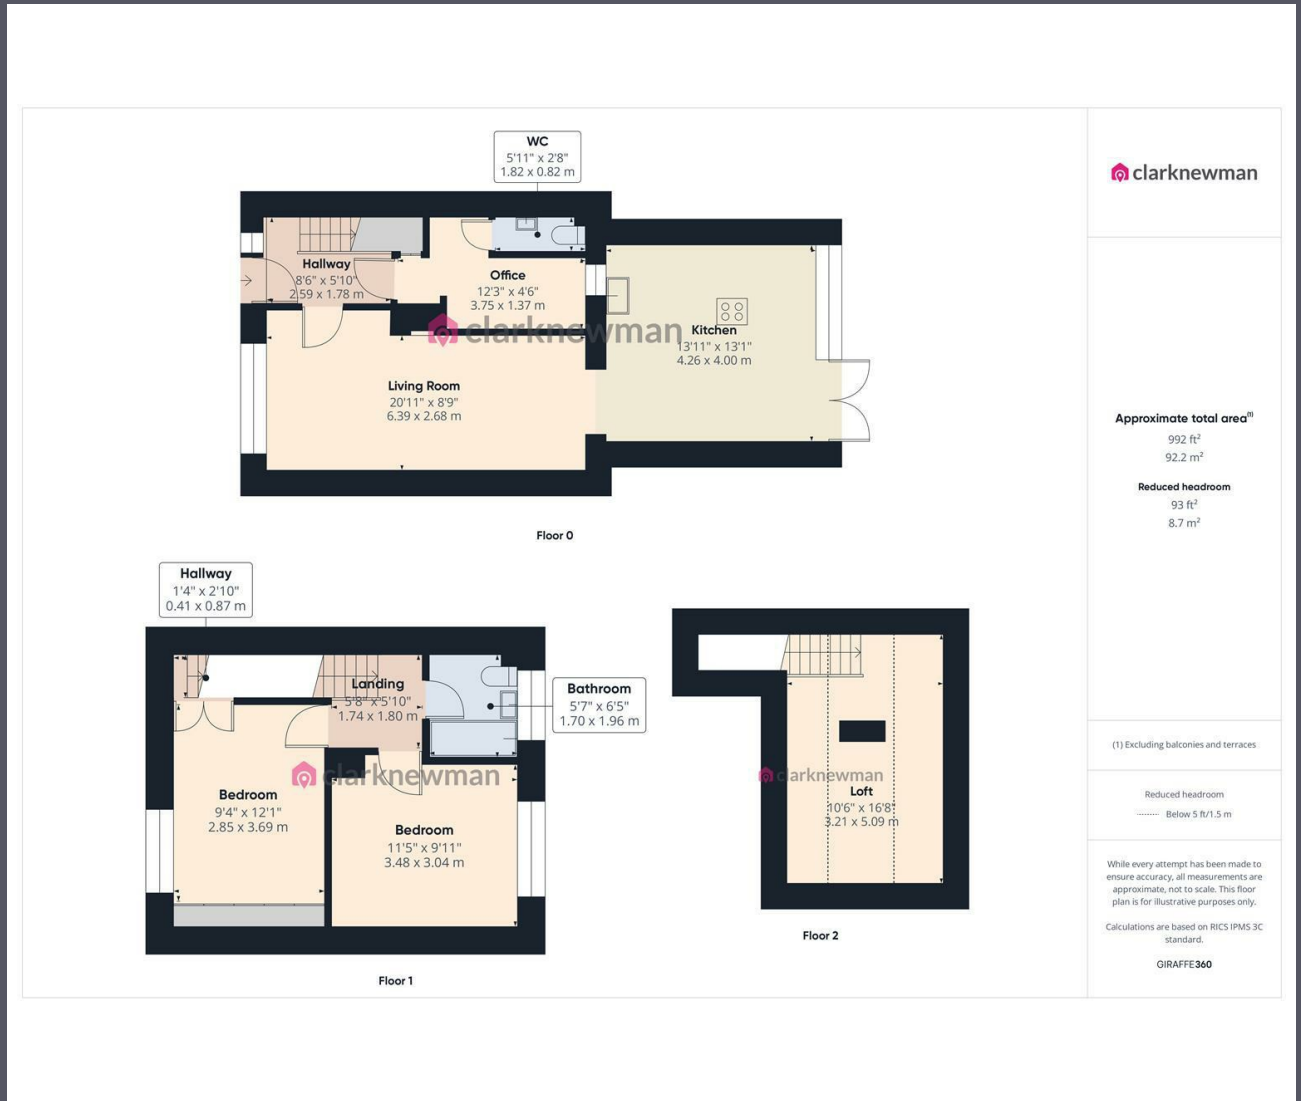 WC
5'11" x 2'8"
1.82 x 0.82 m
Hallway
8'6" x 5'10"
2.59 x 1.78 m
Office
12'3" x 4'6"
3.75 x 1.37 m
clarknewman
Kitchen
13'11" x 13'1"
4.26 x 4.00 m
Living Room
20'11" x 8'9"
6.39 x 2.68 m
Floor 0
Hallway
1'4" x 2'10"
0.41 x 0.87 m
Landing
5'8" x 5'10"
1.74 x 1.80 m
Bathroom
5'7" x 6'5"
1.70 x 1.96 m
clarknewman
Bedroom
9'4" x 12'1"
2.85 x 3.69 m
Bedroom
11'5" x 9'11"
3.48 x 3.04 m
Floor 1
clarknewman
Loft
10'6" x 16'8"
3.21 x 5.09 m
Floor 2
clarknewman
Approximate total area(1)
992 ft²
92.2 m²
Reduced headroom
93 ft²
8.7 m²
(1) Excluding balconies and terraces
Reduced headroom
Below 5 ft/1.5 m
While every attempt has been made to
ensure accuracy, all measurements are
approximate, not to scale. This floor
plan is for illustrative purposes only.
Calculations are based on RICS IPMS 3C
standard.
GIRAFFE360